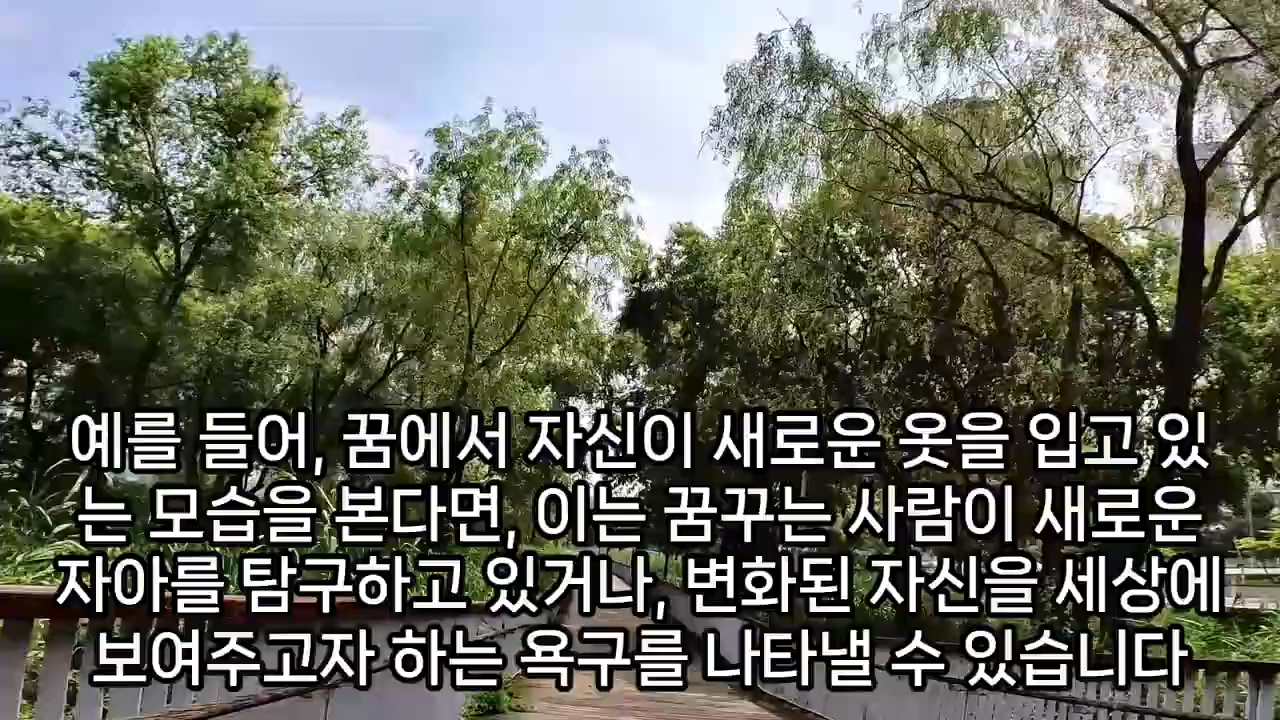 예를 들어, 꿈에서 자신이 새로운 옷을 입고 있
는 모습을 본다면, 이는 꿈꾸는 사람이 새로운
자아를 탐구하고 있거나, 변화된 자신을 세상에
보여주고자 하는 욕구를 나타낼 수 있습니다